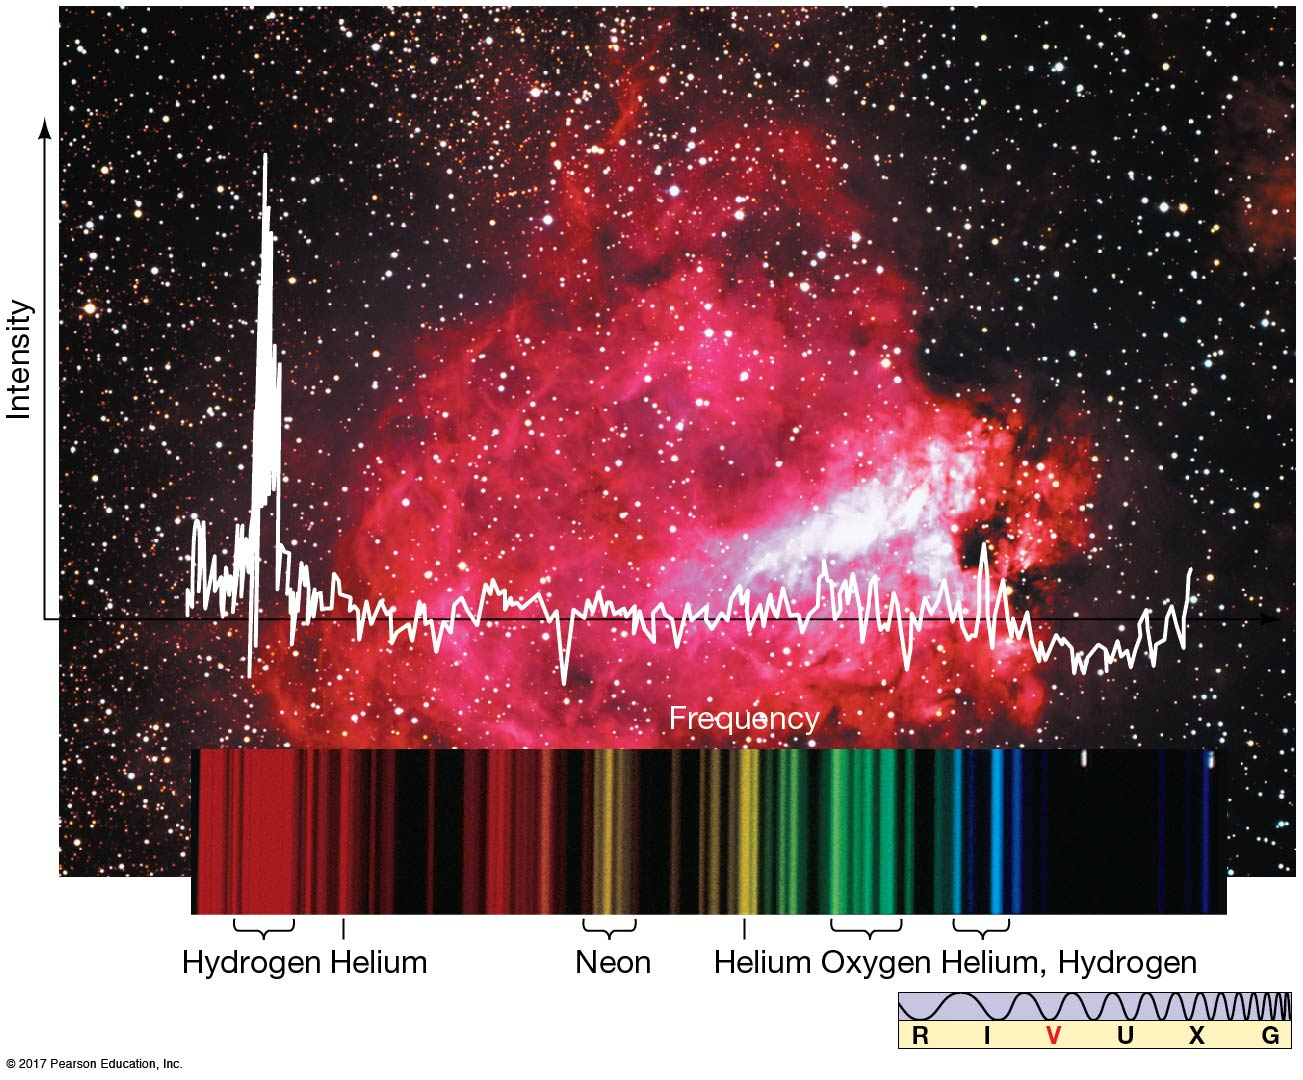 Intensity
Frequency
Hydrogen Helium Neon Helium Oxygen Helium, Hydrogen
R I V U X G
© 2017 Pearson Education, Inc.